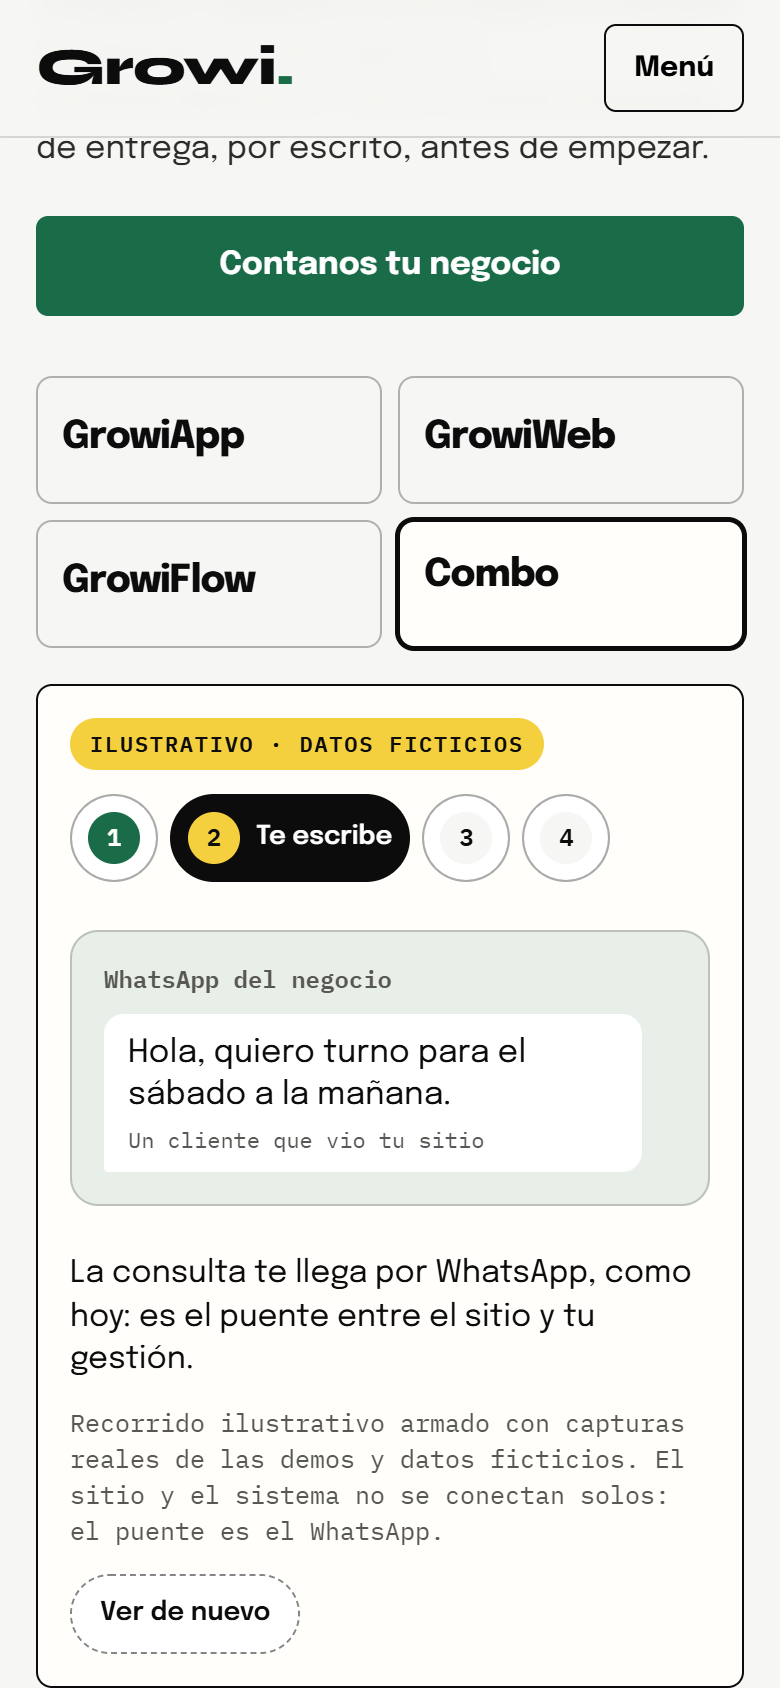 Growi.
Menú
de entrega, por escrito, antes de empezar.
Contanos tu negocio
GrowiApp
GrowiWeb
GrowiFlow
Combo
ILUSTRATIVO · DATOS FICTICIOS
1
2 Te escribe
3
4
WhatsApp del negocio
Hola, quiero turno para el
sábado a la mañana.
Un cliente que vio tu sitio
La consulta te llega por WhatsApp, como
hoy: es el puente entre el sitio y tu
gestión.
Recorrido ilustrativo armado con capturas
reales de las demos y datos ficticios. El
sitio y el sistema no se conectan solos:
el puente es el WhatsApp.
Ver de nuevo